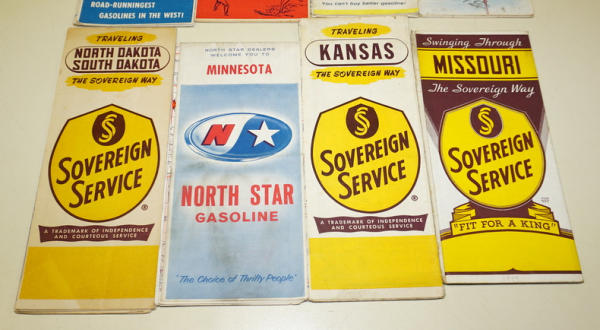 ROAD-RUNNINGEST
GASOLINES IN THE WEST!
You can't buy better gasoline!
TRAVELING
NORTH DAKOTA
SOUTH DAKOTA
THE SOVEREIGN WAY
S
SOVEREIGN
SERVICE
®
A TRADEMARK OF INDEPENDENCE
AND COURTEOUS SERVICE
NORTH STAR DEALERS
WELCOME YOU TO
MINNESOTA
N
NORTH STAR
GASOLINE
"The Choice of Thrifty People"
TRAVELING
KANSAS
THE SOVEREIGN WAY
S
SOVEREIGN
SERVICE
®
A TRADEMARK OF INDEPENDENCE
AND COURTEOUS SERVICE
Swinging Through
MISSOURI
The Sovereign Way
S
SOVEREIGN
SERVICE
"FIT FOR A KING"